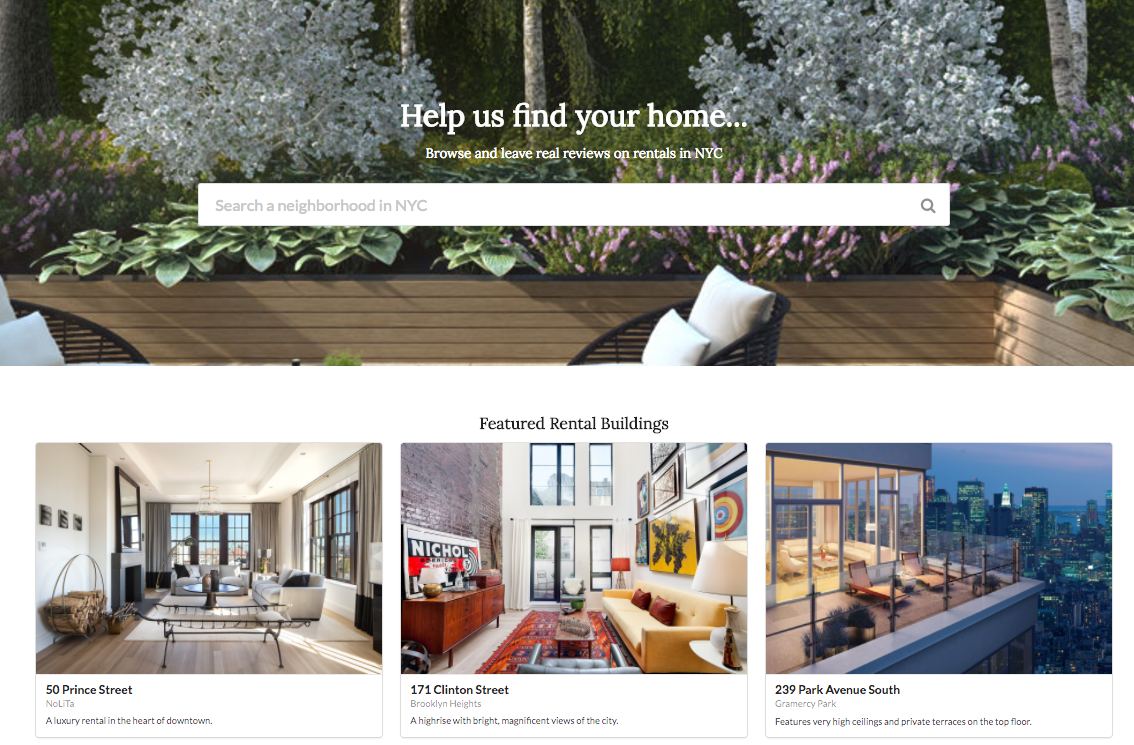 Help us find your home...
Browse and leave real reviews on rentals in NYC
Search a neighborhood in NYC
Featured Rental Buildings
NICHOL
50 Prince Street
NoLITa
A luxury rental in the heart of downtown.
171 Clinton Street
Brooklyn Heights
A highrise with bright, magnificent views of the city.
239 Park Avenue South
Gramercy Park
Features very high ceilings and private terraces on the top floor.